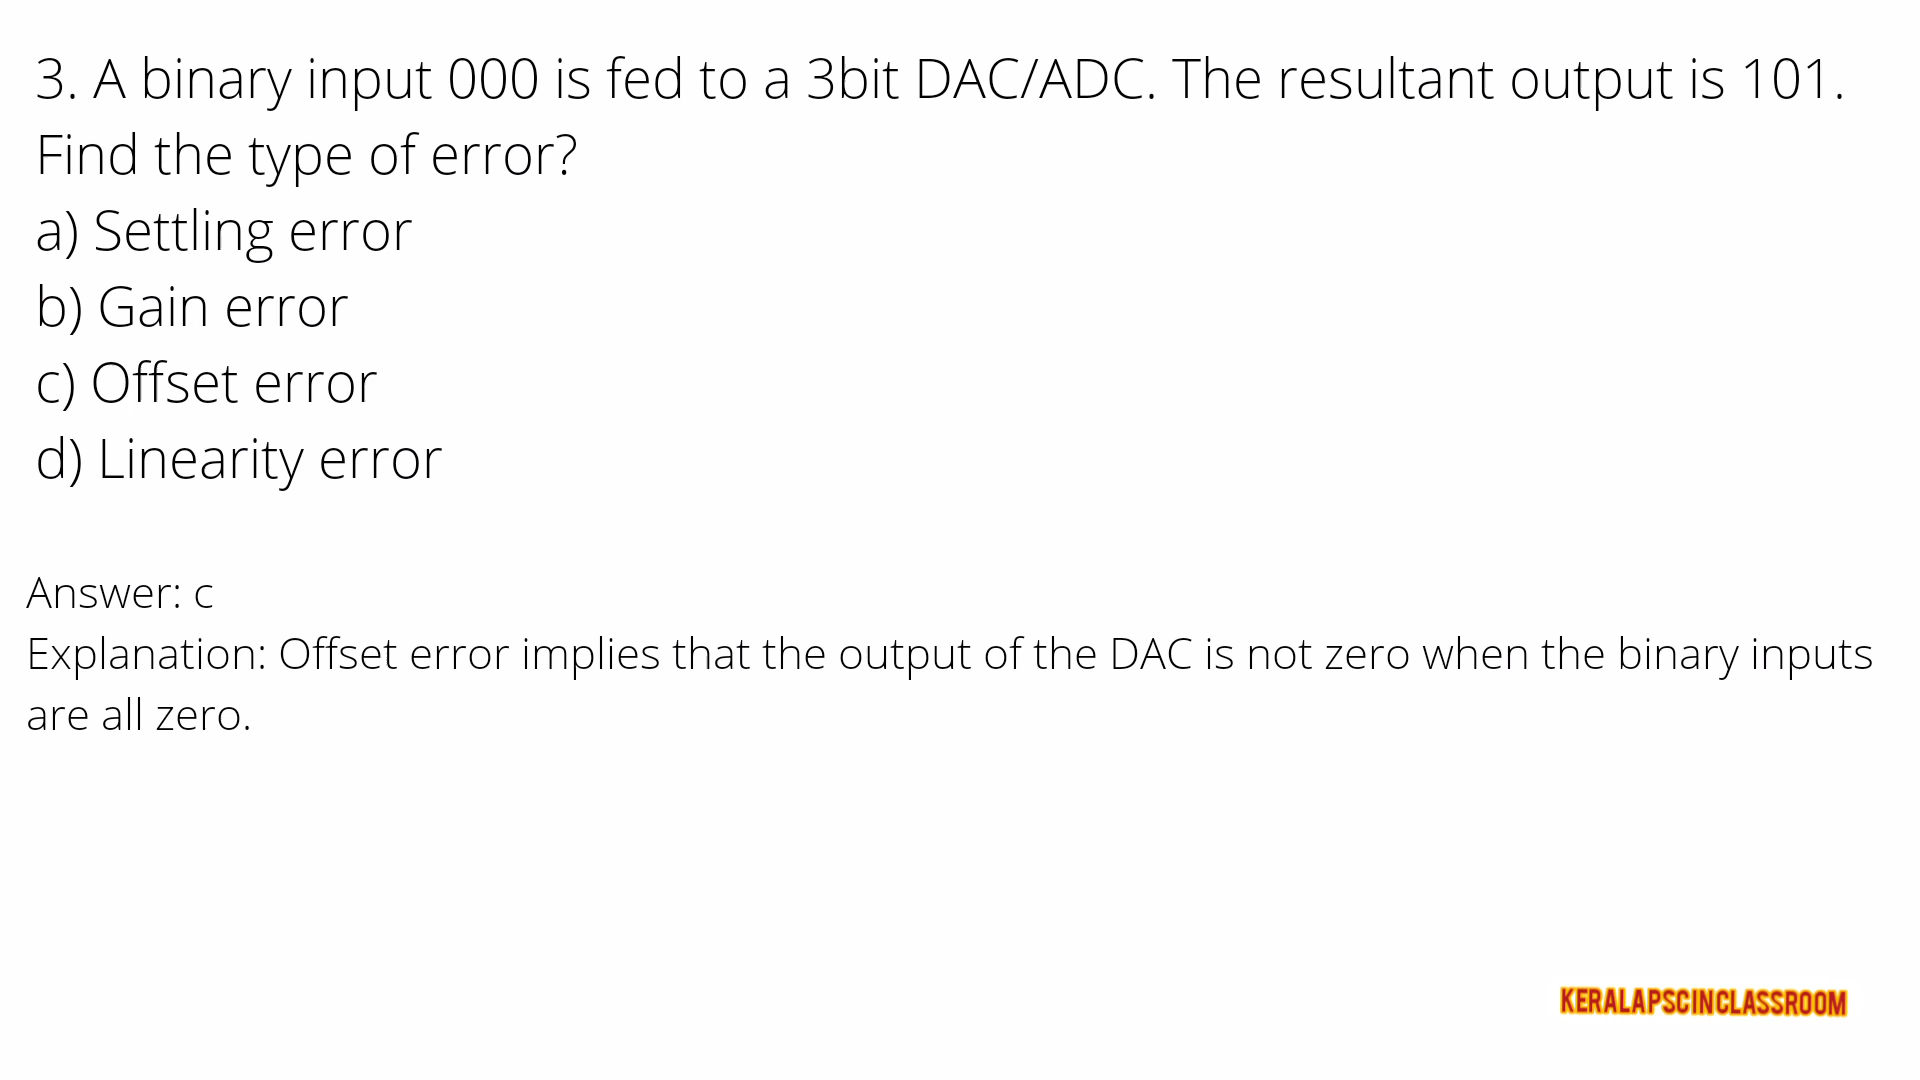 3. A binary input 000 is fed to a 3bit DAC/ADC. The resultant output is 101.
Find the type of error?
a) Settling error
b) Gain error
c) Offset error
d) Linearity error
Answer: c
Explanation: Offset error implies that the output of the DAC is not zero when the binary inputs
are all zero.
KERALAPSCINCLASSROOM